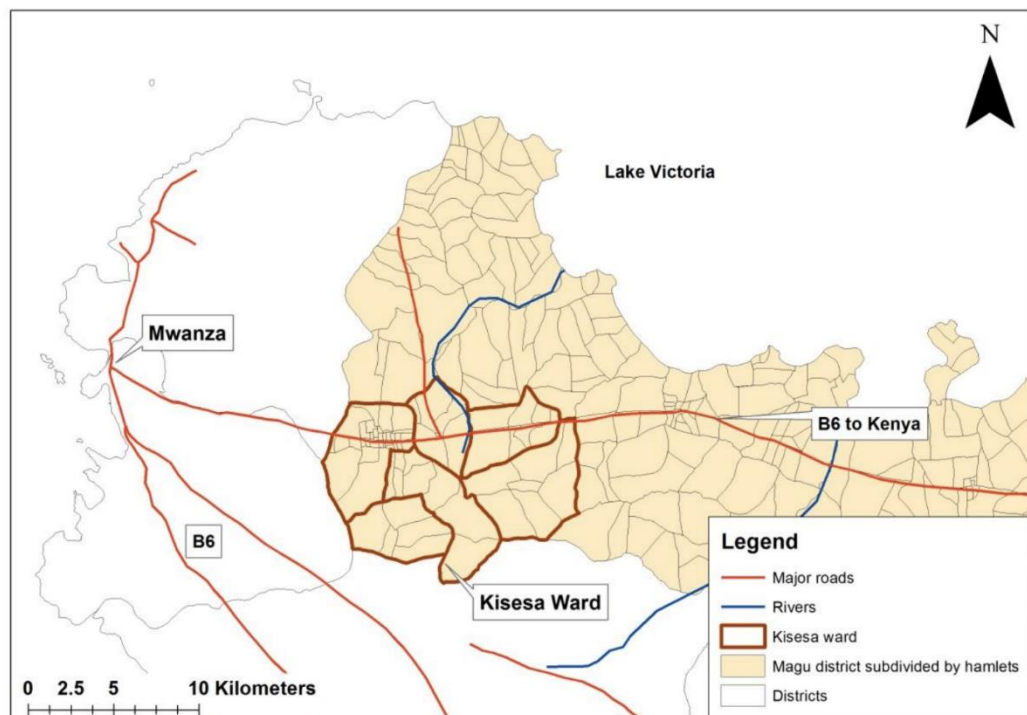 N
Lake Victoria
Mwanza
B6 to Kenya
B6
Kisesa Ward
Legend
Major roads
Rivers
Kisesa ward
Magu district subdivided by hamlets
Districts
0 2.5 5 10 Kilometers